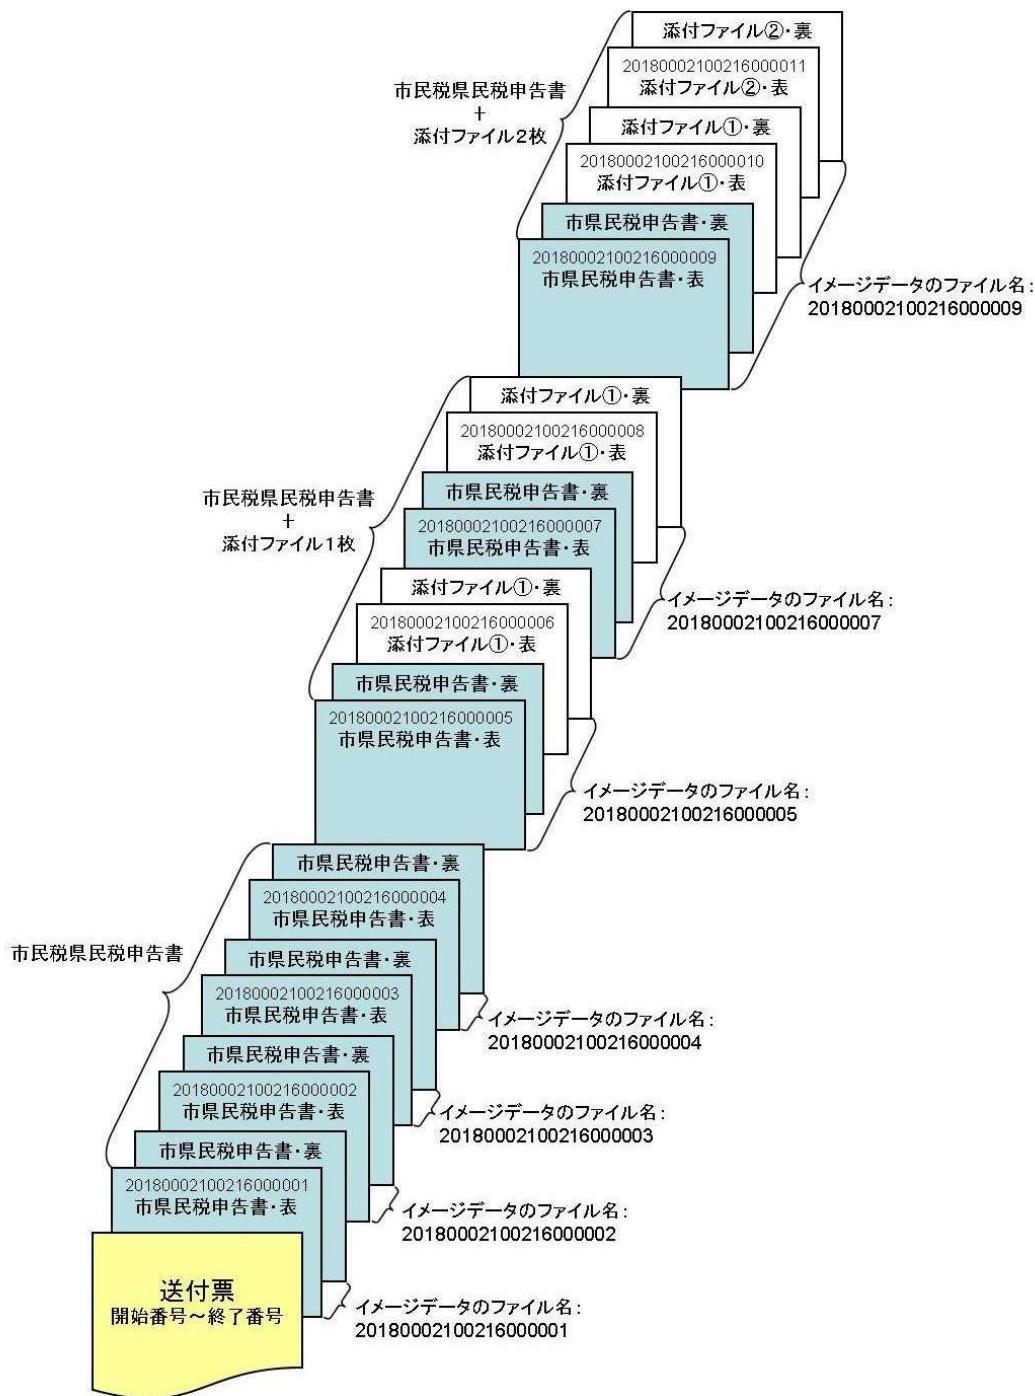 添付ファイル②・裏
20180002100216000011
添付ファイル②・表
市民税県民税申告書
+
添付ファイル2枚
添付ファイル①・裏
20180002100216000010
添付ファイル①・表
市県民税申告書・裏
20180002100216000009
市県民税申告書・表
イメージデータのファイル名:
20180002100216000009
添付ファイル①・裏
20180002100216000008
添付ファイル①・表
市民税県民税申告書
+
添付ファイル1枚
市県民税申告書・裏
20180002100216000007
市県民税申告書・表
添付ファイル①・裏
イメージデータのファイル名:
20180002100216000007
20180002100216000006
添付ファイル①・表
市県民税申告書・裏
20180002100216000005
市県民税申告書・表
イメージデータのファイル名:
20180002100216000005
市県民税申告書・裏
20180002100216000004
市県民税申告書・表
市民税県民税申告書
市県民税申告書・裏
20180002100216000003
市県民税申告書・表
イメージデータのファイル名:
20180002100216000004
市県民税申告書・裏
20180002100216000002
市県民税申告書・表
イメージデータのファイル名:
20180002100216000003
市県民税申告書・裏
20180002100216000001
市県民税申告書・表
イメージデータのファイル名:
20180002100216000002
送付票
開始番号~終了番号
イメージデータのファイル名:
20180002100216000001